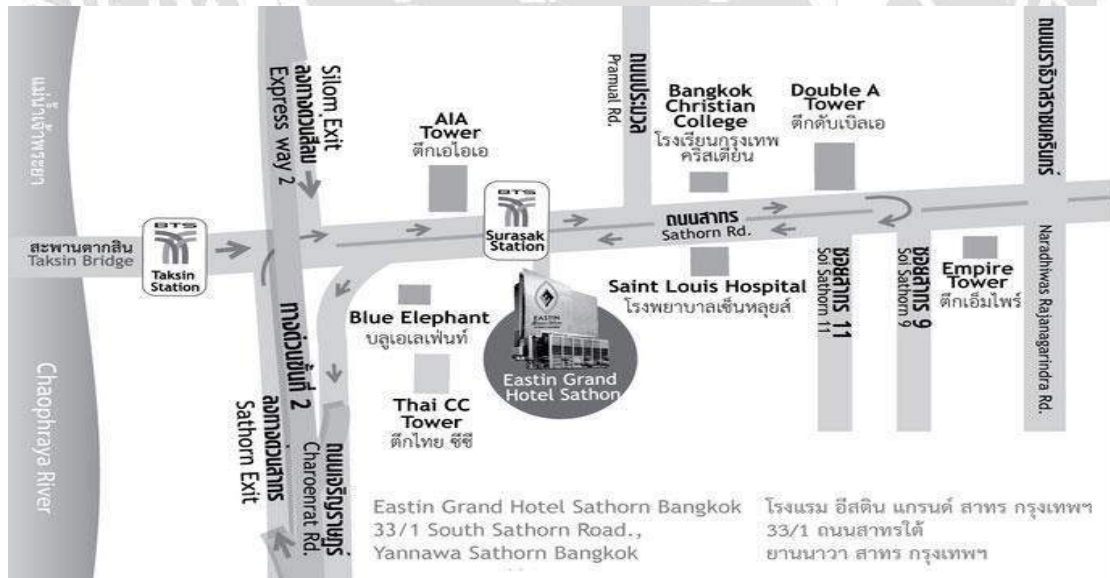 แม่น้ำเจ้าพระยา
Chaophraya River
สะพานตากสิน
Taksin Bridge
BTS
Taksin
Station
Silom Exit
ลงทางด่วนสีลม
Express way 2
AIA
Tower
ตึกเอไอเอ
BTS
Surasak
Station
ถนนประมวล
Pramual Rd.
Bangkok
Christian
College
โรงเรียนกรุงเทพ
คริสเตียน
Double A
Tower
ตึกดับเบิลเอ
ถนนนราธิวาสราชนครินทร์
Naradhiwas Rajanagarindra Rd.
ถนนสาทร
Sathorn Rd.
Blue Elephant
บลูเอเลเฟ่นท์
Thai CC
Tower
ตึกไทย ซีซี
EASTIN
Eastin Grand
Hotel Sathon
Saint Louis Hospital
โรงพยาบาลเซ็นหลุยส์
ซอยสาทร 11
Soi Sathorn 11
ซอยสาทร 9
Soi Sathorn 9
Empire
Tower
ตึกเอ็มไพร์
ทางด่วนขั้นที่ 2
ลงทางด่วนสาทร
Sathorn Exit
ถนนเจริญราษฎร์
Charoenrat Rd.
Eastin Grand Hotel Sathorn Bangkok
33/1 South Sathorn Road.,
Yannawa Sathorn Bangkok
โรงแรม อีสติน แกรนด์ สาทร กรุงเทพฯ
33/1 ถนนสาทรใต้
ยานนาวา สาทร กรุงเทพฯ